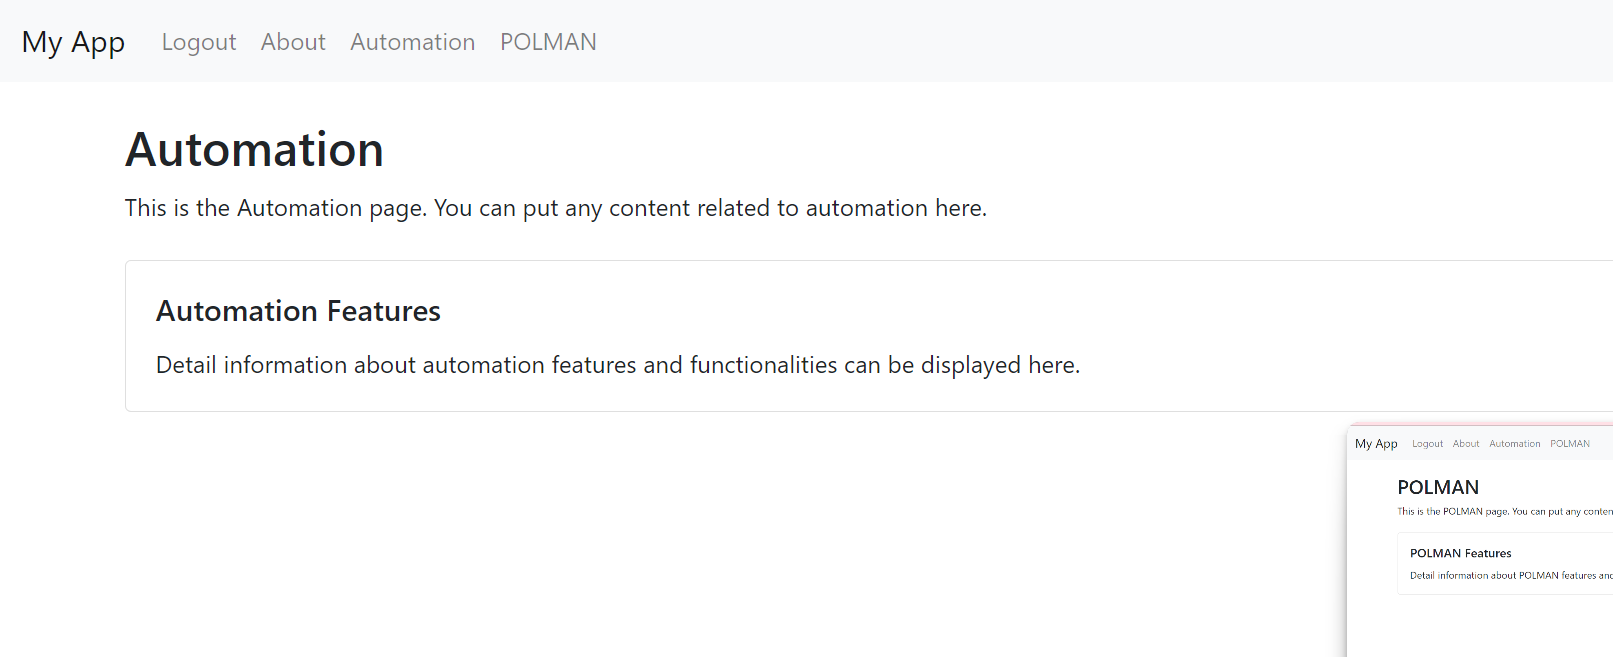 My App Logout About Automation POLMAN
Automation
This is the Automation page. You can put any content related to automation here.
Automation Features
Detail information about automation features and functionalities can be displayed here.
My App Logout About Automation POLMAN
POLMAN
This is the POLMAN page. You can put any
POLMAN Features
Detail information about POLMAN features